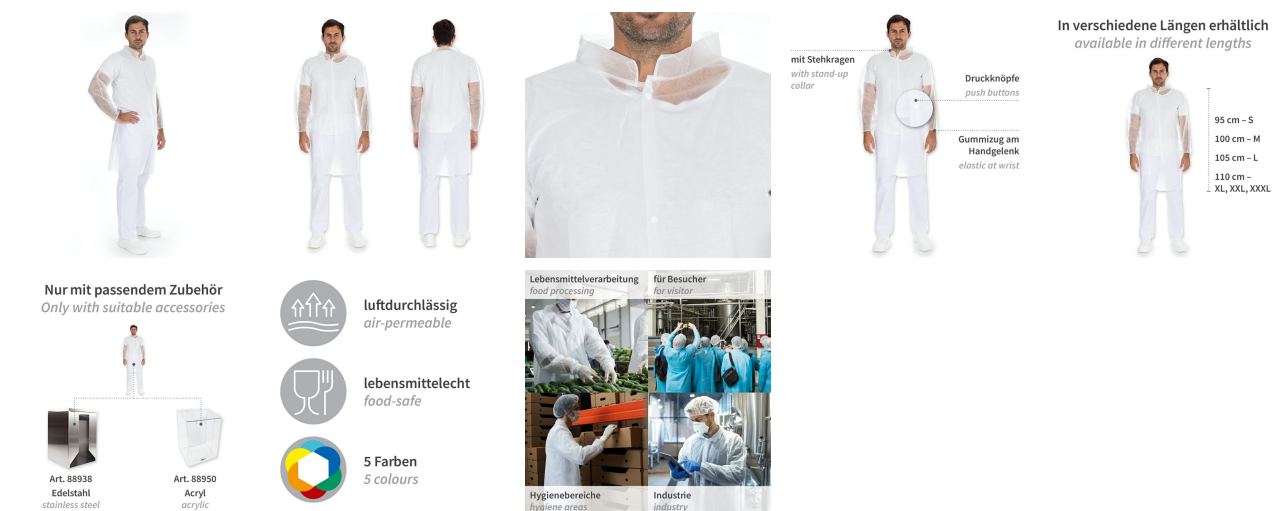 mit Stehkragen
with stand-up
collar
Druckknöpfe
push buttons
Gummizug am
Handgelenk
elastic at wrist
In verschiedene Längen erhältlich
available in different lengths
95 cm – S
100 cm – M
105 cm – L
110 cm –
XL, XXL, XXXL
Nur mit passendem Zubehör
Only with suitable accessories
Art. 88938
Edelstahl
stainless steel
Art. 88950
Acryl
acrylic
luftdurchlässig
air-permeable
lebensmittelecht
food-safe
5 Farben
5 colours
Lebensmittelverarbeitung
food processing
für Besucher
for visitor
Hygienebereiche
hygiene areas
Industrie
industry